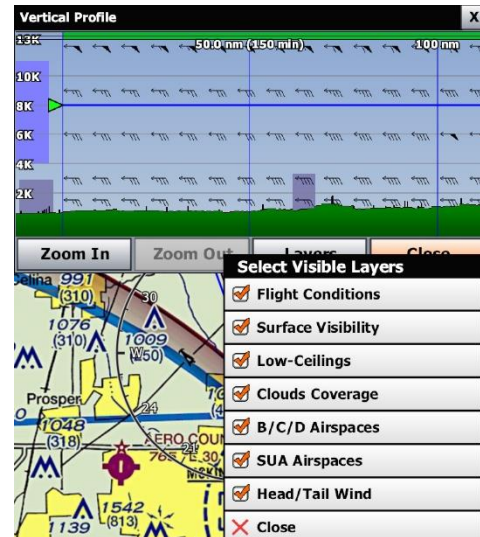 Vertical Profile X
13K
50.0 nm (150 min) 100 nm
10K
8K
6K
4K
2K
Zoom In Zoom Out Layers Close
Select Visible Layers
Flight Conditions
Surface Visibility
Low-Ceilings
Clouds Coverage
B/C/D Airspaces
SUA Airspaces
Head/Tail Wind
Close
991
(310)
30
1076
(310)
1009
Prosper
24
1048
(318)
21
1542
(813)
1139